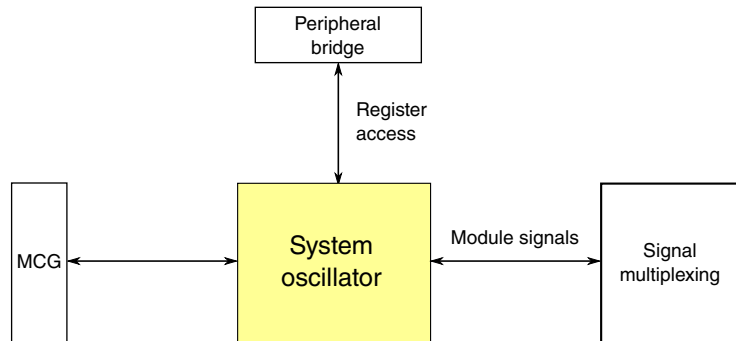 Peripheral
bridge
Register
access
MCG
System
oscillator
Module signals
Signal
multiplexing